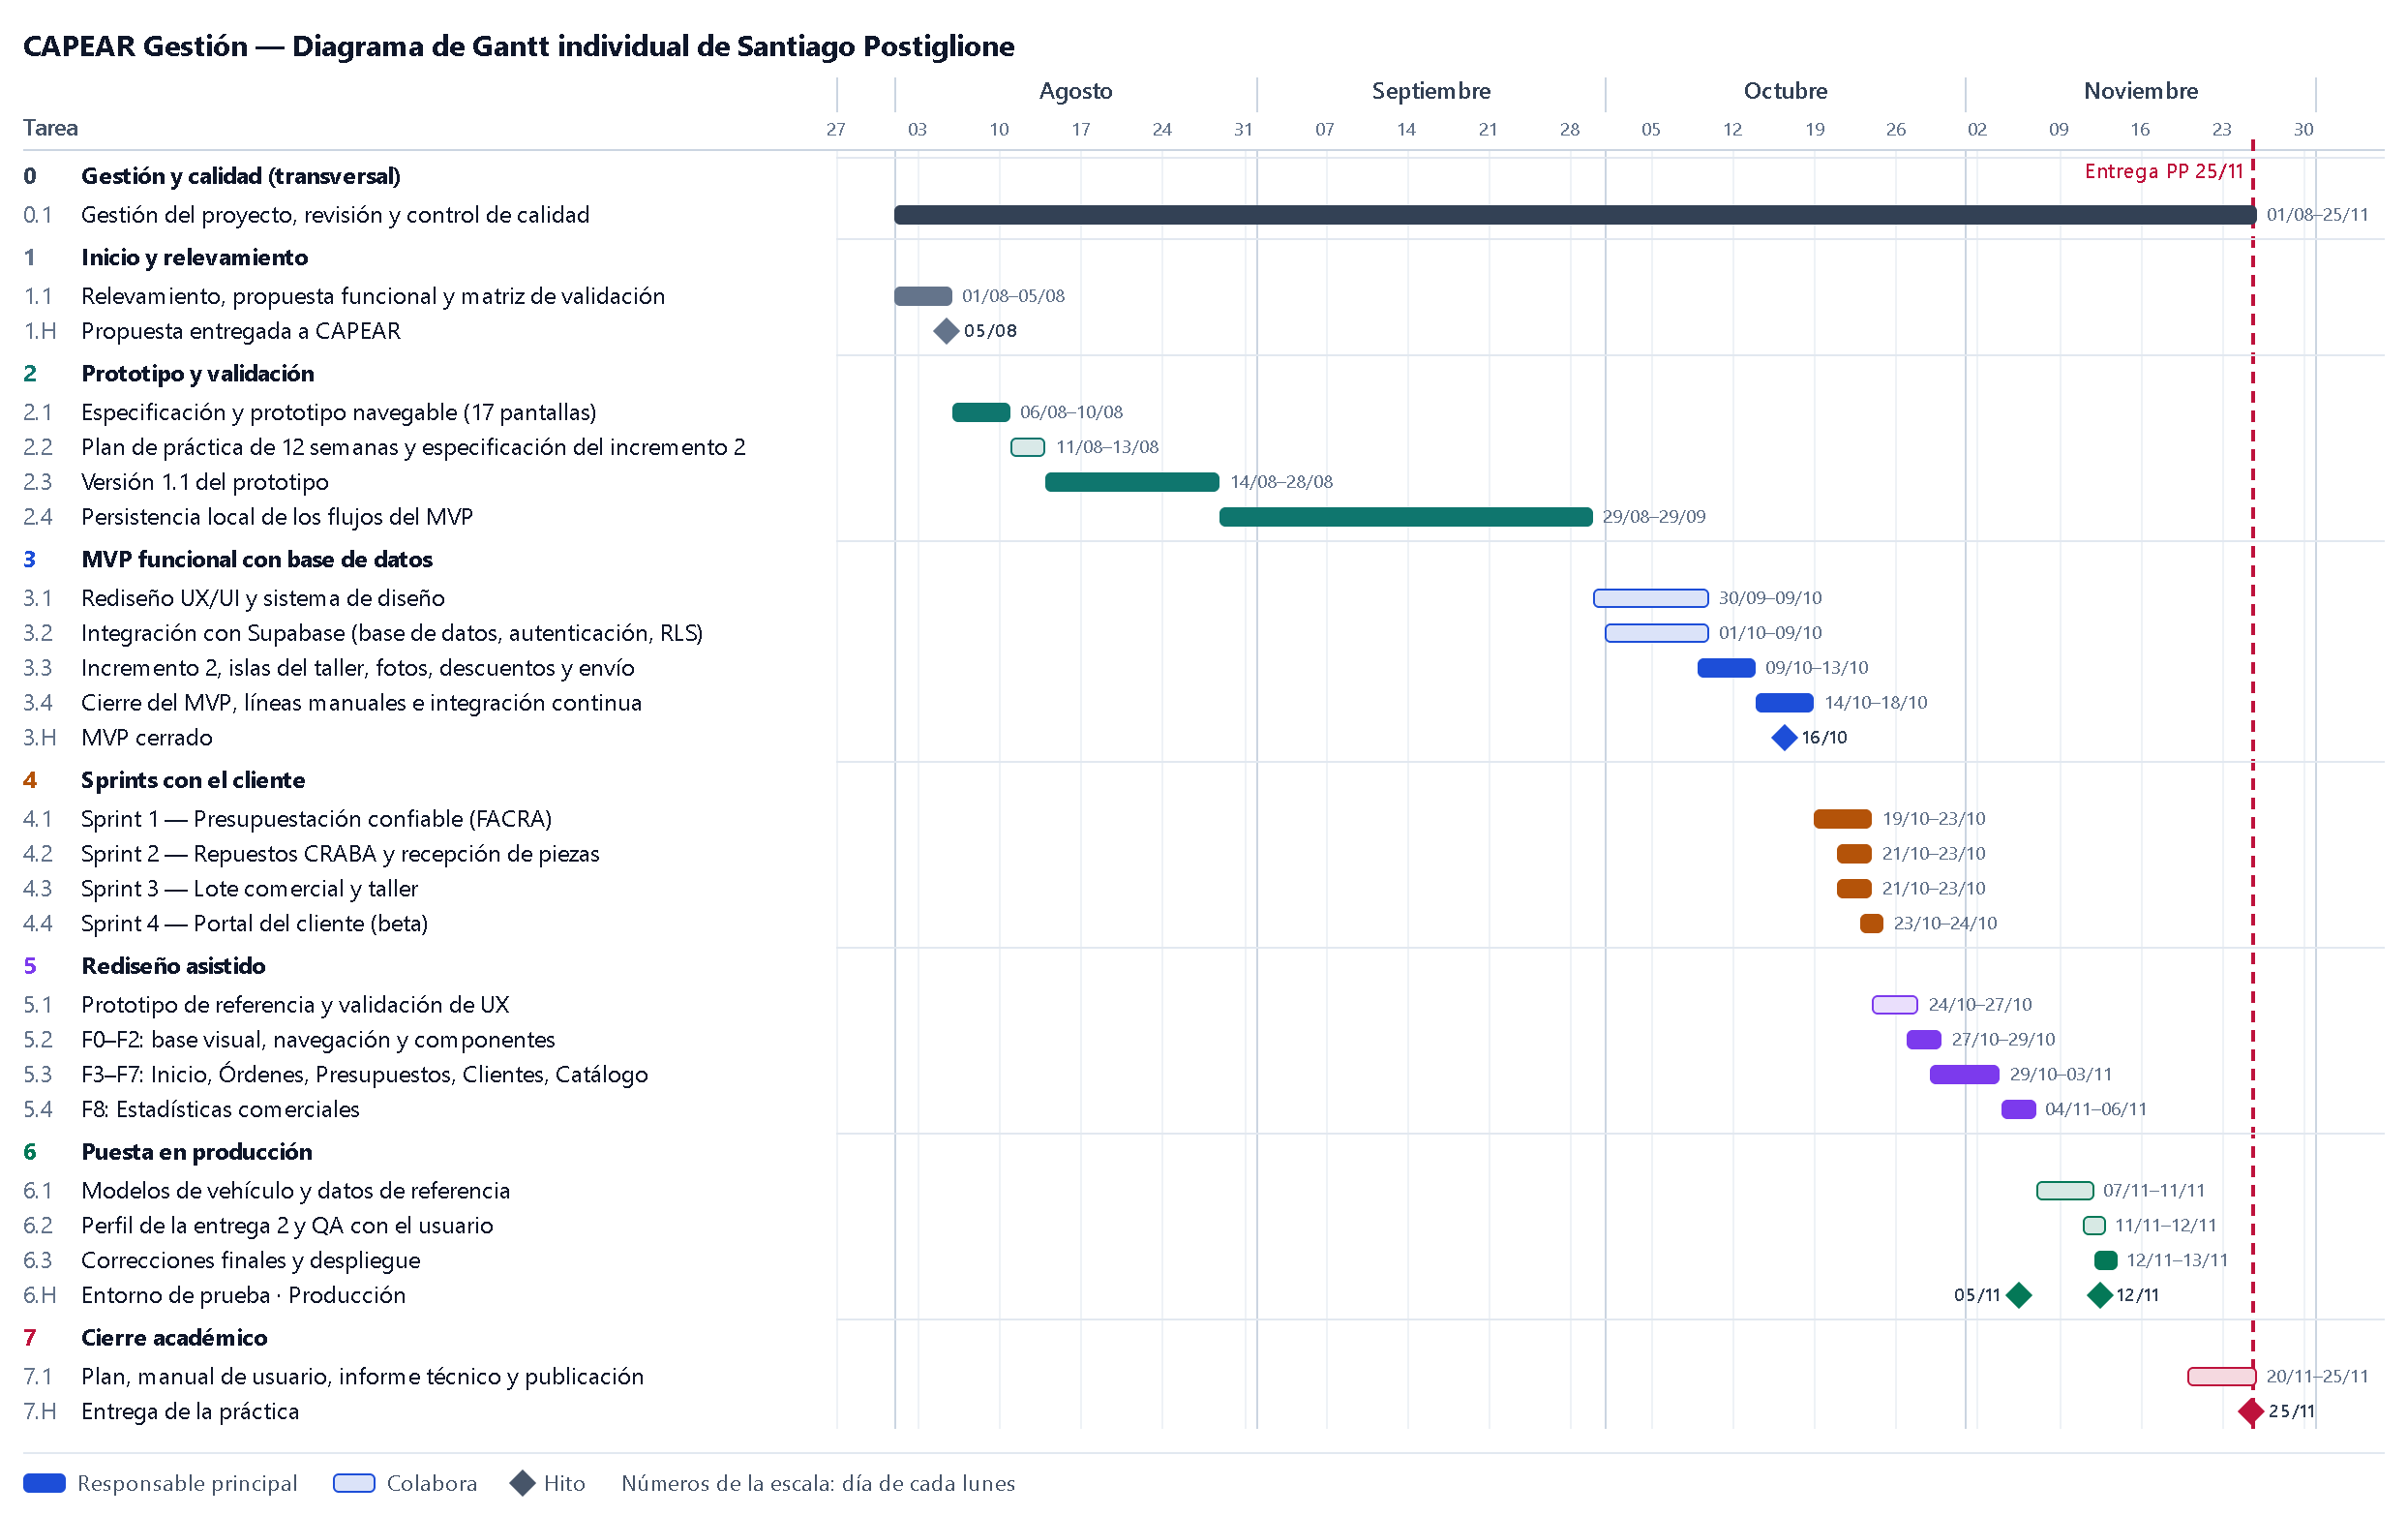 CAPEAR Gestión — Diagrama de Gantt individual de Santiago Postiglione
Agosto Septiembre Octubre Noviembre
Tarea 27 03 10 17 24 31 07 14 21 28 05 12 19 26 02 09 16 23 30
0 Gestión y calidad (transversal) Entrega PP 25/11
0.1 Gestión del proyecto, revisión y control de calidad 01/08–25/11
1 Inicio y relevamiento
1.1 Relevamiento, propuesta funcional y matriz de validación 01/08–05/08
1.H Propuesta entregada a CAPEAR 05/08
2 Prototipo y validación
2.1 Especificación y prototipo navegable (17 pantallas) 06/08–10/08
2.2 Plan de práctica de 12 semanas y especificación del incremento 2 11/08–13/08
2.3 Versión 1.1 del prototipo 14/08–28/08
2.4 Persistencia local de los flujos del MVP 29/08–29/09
3 MVP funcional con base de datos
3.1 Rediseño UX/UI y sistema de diseño 30/09–09/10
3.2 Integración con Supabase (base de datos, autenticación, RLS) 01/10–09/10
3.3 Incremento 2, islas del taller, fotos, descuentos y envío 09/10–13/10
3.4 Cierre del MVP, líneas manuales e integración continua 14/10–18/10
3.H MVP cerrado 16/10
4 Sprints con el cliente
4.1 Sprint 1 — Presupuestación confiable (FACRA) 19/10–23/10
4.2 Sprint 2 — Repuestos CRABA y recepción de piezas 21/10–23/10
4.3 Sprint 3 — Lote comercial y taller 21/10–23/10
4.4 Sprint 4 — Portal del cliente (beta) 23/10–24/10
5 Rediseño asistido
5.1 Prototipo de referencia y validación de UX 24/10–27/10
5.2 F0–F2: base visual, navegación y componentes 27/10–29/10
5.3 F3–F7: Inicio, Órdenes, Presupuestos, Clientes, Catálogo 29/10–03/11
5.4 F8: Estadísticas comerciales 04/11–06/11
6 Puesta en producción
6.1 Modelos de vehículo y datos de referencia 07/11–11/11
6.2 Perfil de la entrega 2 y QA con el usuario 11/11–12/11
6.3 Correcciones finales y despliegue 12/11–13/11
6.H Entorno de prueba · Producción 05/11 12/11
7 Cierre académico
7.1 Plan, manual de usuario, informe técnico y publicación 20/11–25/11
7.H Entrega de la práctica 25/11
Responsable principal Colabora Hito Números de la escala: día de cada lunes